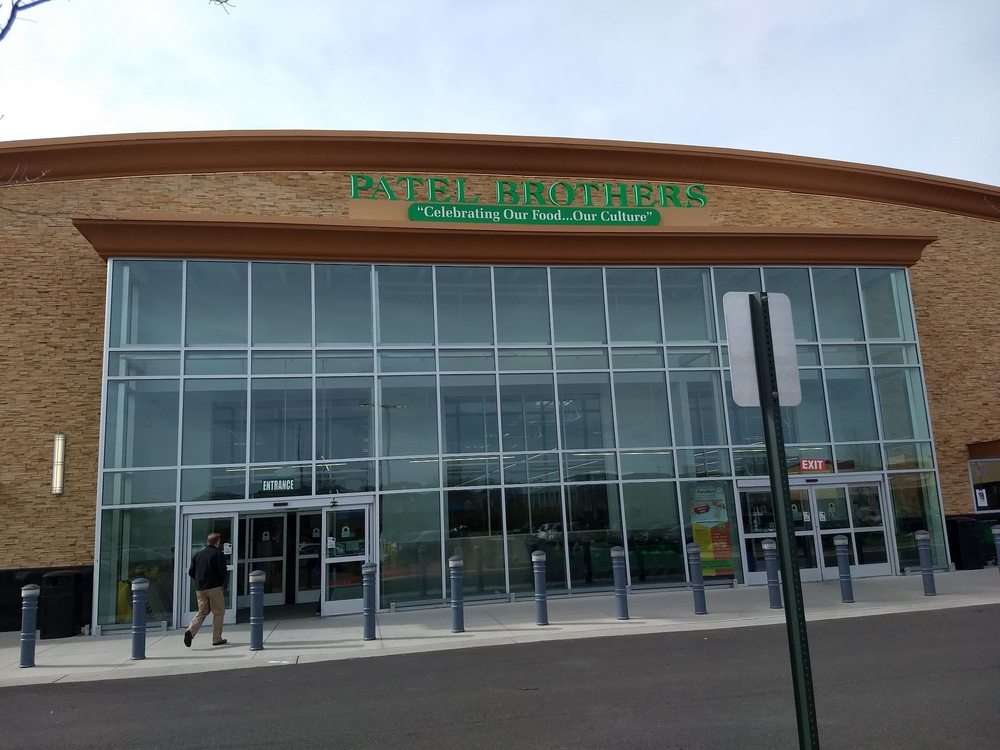 PATEL BROTHERS
“Celebrating Our Food...Our Culture”
ENTRANCE
EXIT